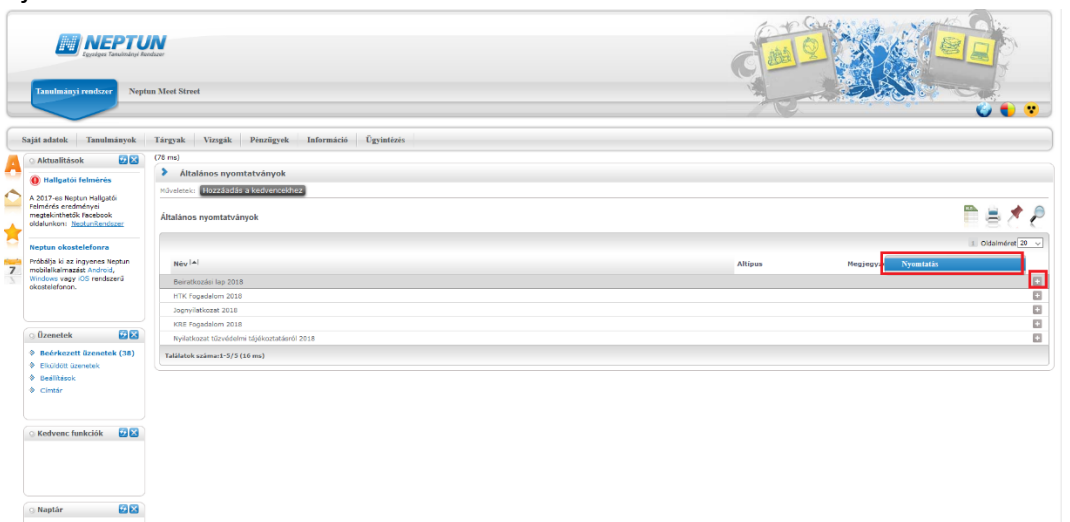 NEPTUN
Egységes Tanulmányi Rendszer
Tanulmányi rendszer
Neptun Meet Street
Saját adatok
Tanulmányok
Tárgyak
Vizsgák
Pénzügyek
Információ
Ügyintézés
Aktualitások
Hallgatói felmérés
A 2017-es Neptun Hallgatói
Felmérés eredményei
megtekinthetők Facebook
oldalunkon: NeptunRendszer
Neptun okostelefonra
Próbálja ki az ingyenes Neptun
mobilalkalmazást Android,
Windows vagy iOS rendszerű
okostelefonon.
7
Üzenetek
Beérkezett üzenetek (38)
Elküldött üzenetek
Beállítások
Címtár
Kedvenc funkciók
Naptár
(78 ms)
Általános nyomtatványok
Műveletek: Hozzáadás a kedvencekhez
Általános nyomtatványok
Oldalméret 20
Név
Altípus
Nyomtatás
Beiratkozási lap 2018
HTK Fogadalom 2018
Jognyilatkozat 2018
KRE Fogadalom 2018
Nyilatkozat tűzvédelmi tájékoztatásról 2018
Találatok száma:1-5/5 (16 ms)